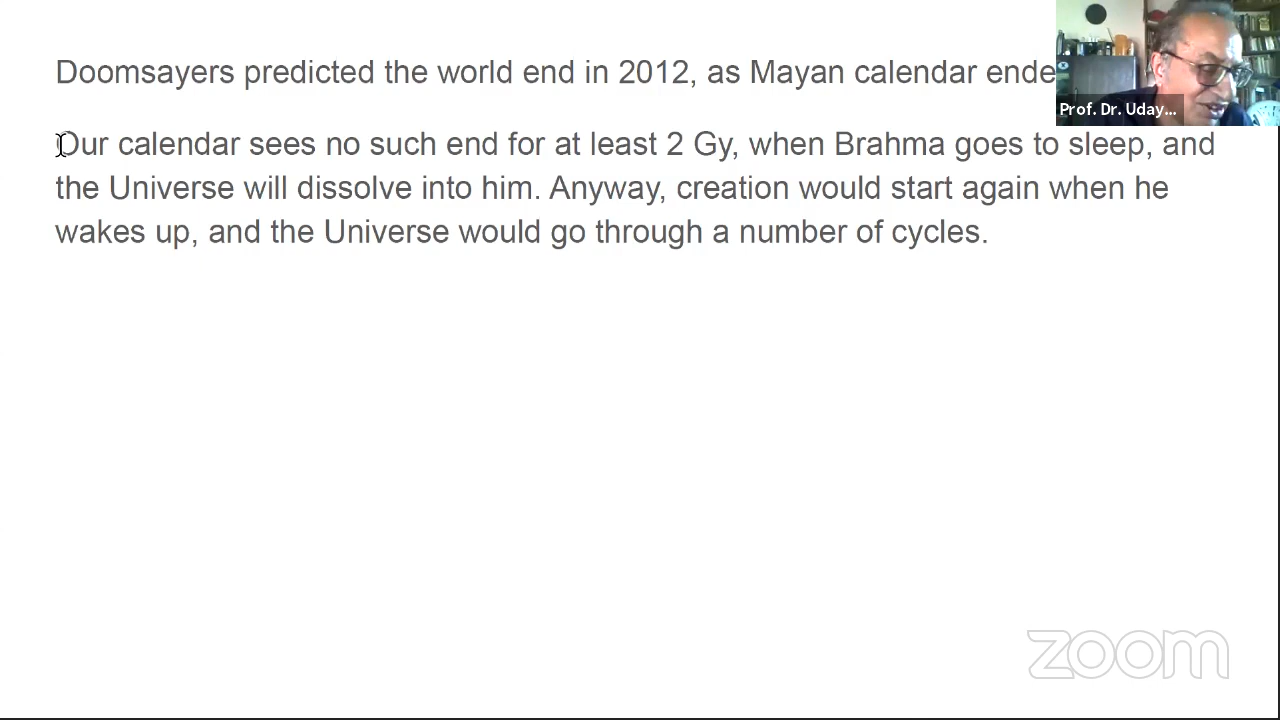 Doomsayers predicted the world end in 2012, as Mayan calendar ende
Our calendar sees no such end for at least 2 Gy, when Brahma goes to sleep, and
the Universe will dissolve into him. Anyway, creation would start again when he
wakes up, and the Universe would go through a number of cycles.
Prof. Dr. Uday...
zoom